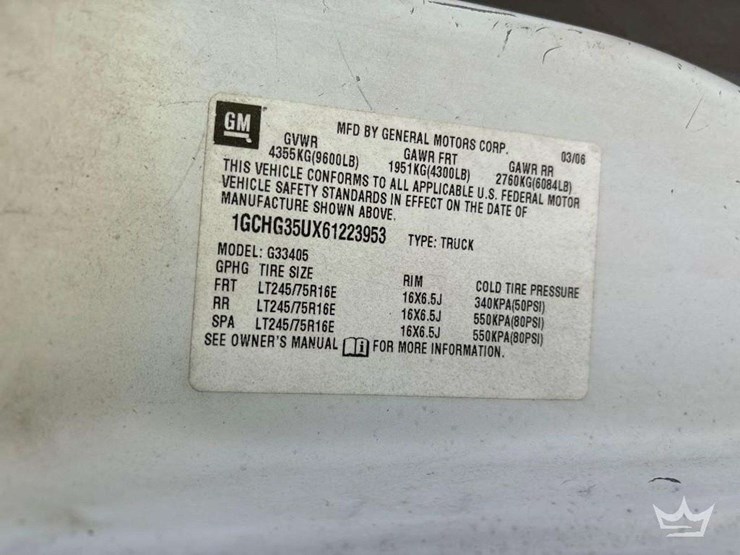 GM
MFD BY GENERAL MOTORS CORP. 03/06
GVWR GAWR FRT GAWR RR
4355KG(9600LB) 1951KG(4300LB) 2760KG(6084LB)
THIS VEHICLE CONFORMS TO ALL APPLICABLE U.S. FEDERAL MOTOR
VEHICLE SAFETY STANDARDS IN EFFECT ON THE DATE OF
MANUFACTURE SHOWN ABOVE.
1GCHG35UX61223953 TYPE: TRUCK
MODEL: G33405
GPHG TIRE SIZE RIM COLD TIRE PRESSURE
FRT LT245/75R16E 16X6.5J 340KPA(50PSI)
RR LT245/75R16E 16X6.5J 550KPA(80PSI)
SPA LT245/75R16E 16X6.5J 550KPA(80PSI)
SEE OWNER'S MANUAL i FOR MORE INFORMATION.